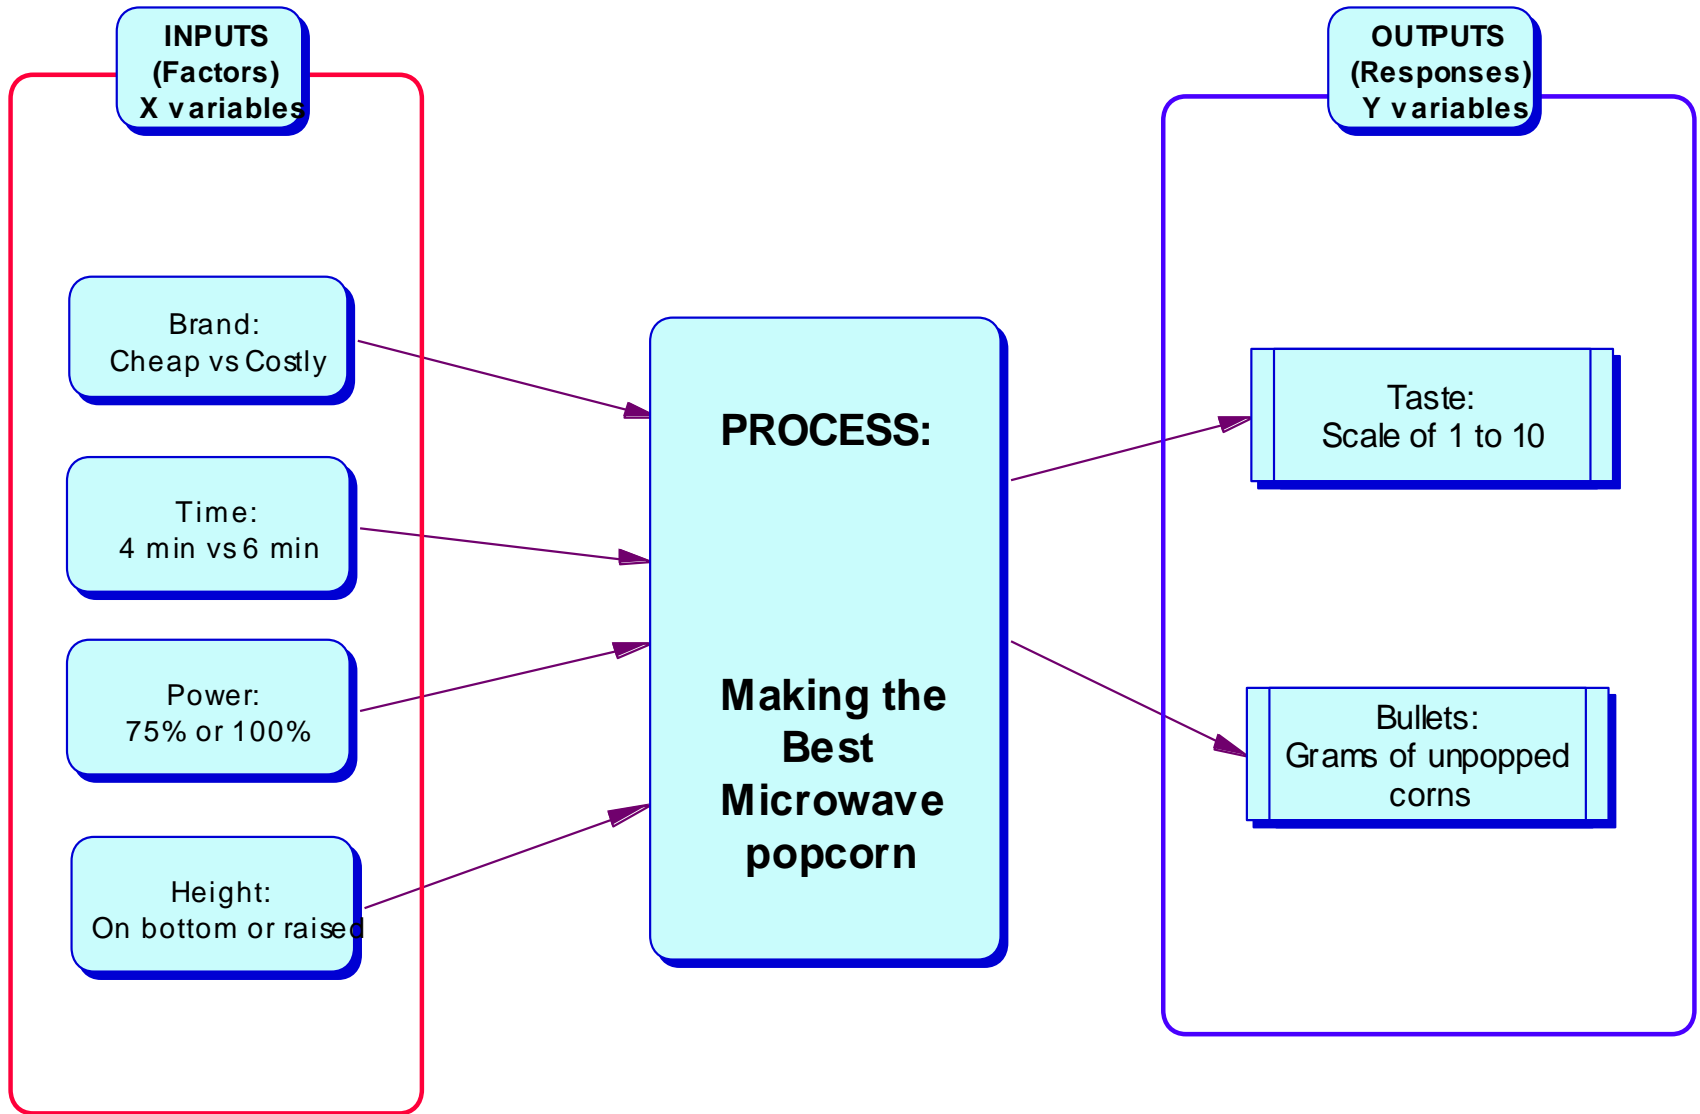 INPUTS
(Factors)
X variables
Brand:
Cheap vs Costly
Time:
4 min vs 6 min
Power:
75% or 100%
Height:
On bottom or raised
PROCESS:
Making the
Best
Microwave
popcorn
OUTPUTS
(Responses)
Y variables
Taste:
Scale of 1 to 10
Bullets:
Grams of unpopped
corns